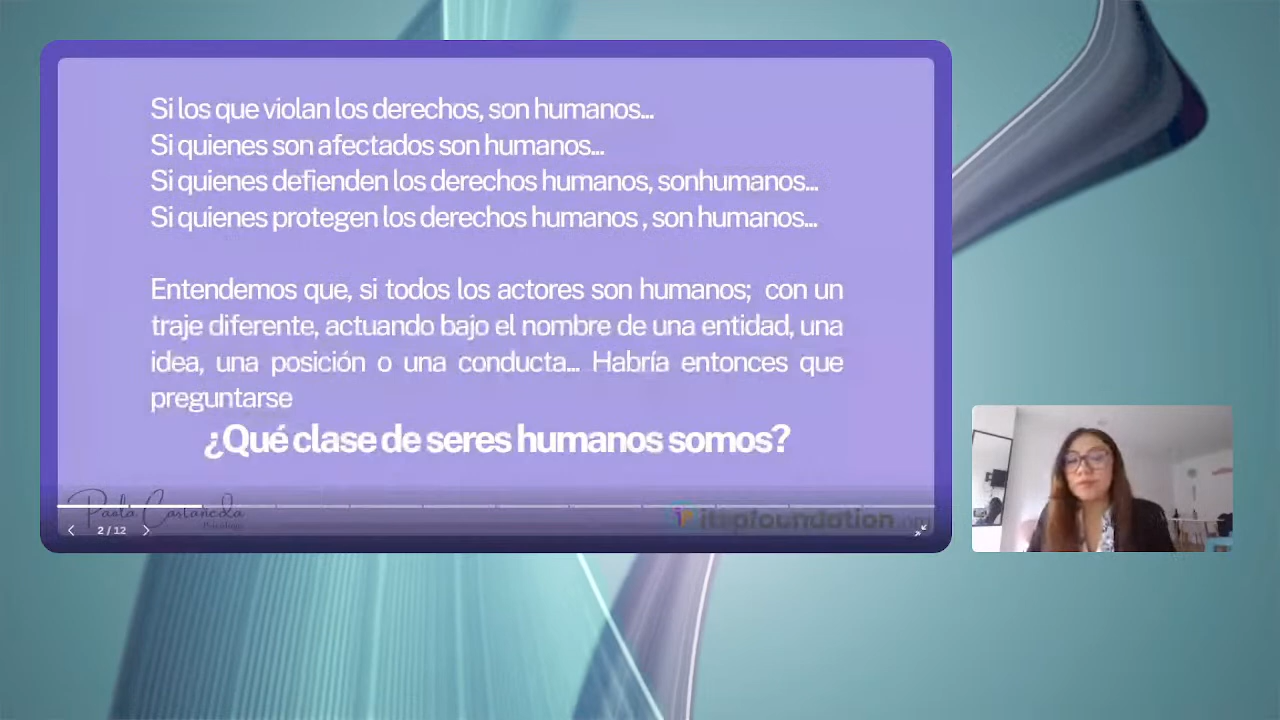 Si los que violan los derechos, son humanos...
Si quienes son afectados son humanos...
Si quienes defienden los derechos humanos, sonhumanos...
Si quienes protegen los derechos humanos , son humanos...
Entendemos que, si todos los actores son humanos; con un
traje diferente, actuando bajo el nombre de una entidad, una
idea, una posición o una conducta... Habría entonces que
preguntarse
¿Qué clase de seres humanos somos?
Paola Castañeda
Psicóloga
2 / 12